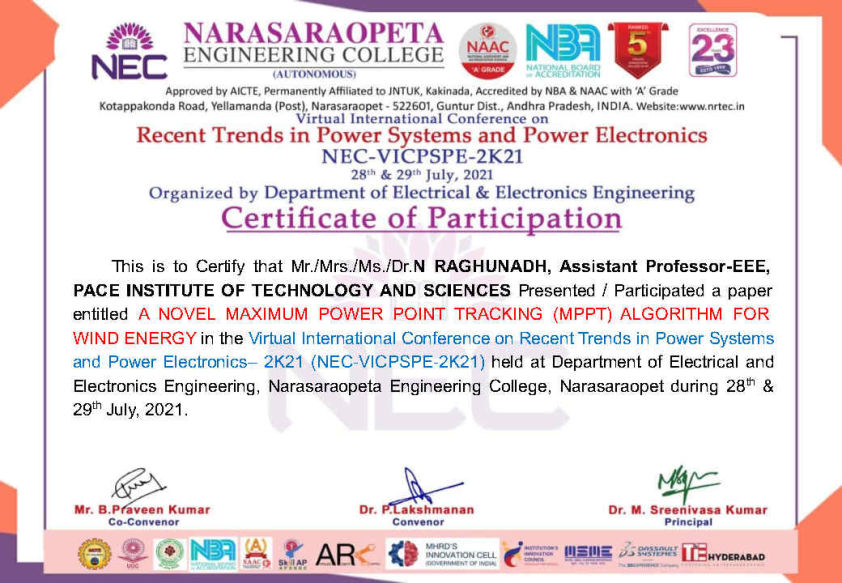 NEC
NARASARAOPETA
ENGINEERING COLLEGE
(AUTONOMOUS)
NAAC
'A' GRADE
NBA
NATIONAL BOARD
of ACCREDITATION
RANKED
5th
EXCELLENCE
23
ESTD 1998
Approved by AICTE, Permanently Affiliated to JNTUK, Kakinada, Accredited by NBA & NAAC with 'A' Grade
Kotappakonda Road, Yellamanda (Post), Narasaraopet - 522601, Guntur Dist., Andhra Pradesh, INDIA. Website:www.nrtec.in
Virtual International Conference on
Recent Trends in Power Systems and Power Electronics
NEC-VICPSPE-2K21
28th & 29th July, 2021
Organized by Department of Electrical & Electronics Engineering
Certificate of Participation
This is to Certify that Mr./Mrs./Ms./Dr.N RAGHUNADH, Assistant Professor-EEE,
PACE INSTITUTE OF TECHNOLOGY AND SCIENCES Presented / Participated a paper
entitled A NOVEL MAXIMUM POWER POINT TRACKING (MPPT) ALGORITHM FOR
WIND ENERGY in the Virtual International Conference on Recent Trends in Power Systems
and Power Electronics– 2K21 (NEC-VICPSPE-2K21) held at Department of Electrical and
Electronics Engineering, Narasaraopeta Engineering College, Narasaraopet during 28th &
29th July, 2021.
NEC
Mr. B.Praveen Kumar
Co-Convenor
Dr. P.Lakshmanan
Convenor
Dr. M. Sreenivasa Kumar
Principal
UGC
NBA
NAAC
Skill AP
ARC
MHRD'S
INNOVATION CELL
(GOVERNMENT OF INDIA)
INSTITUTION'S
INNOVATION
COUNCIL
MSME
DASSAULT
SYSTEMES
The 3DEXPERIENCE Company
TiE HYDERABAD